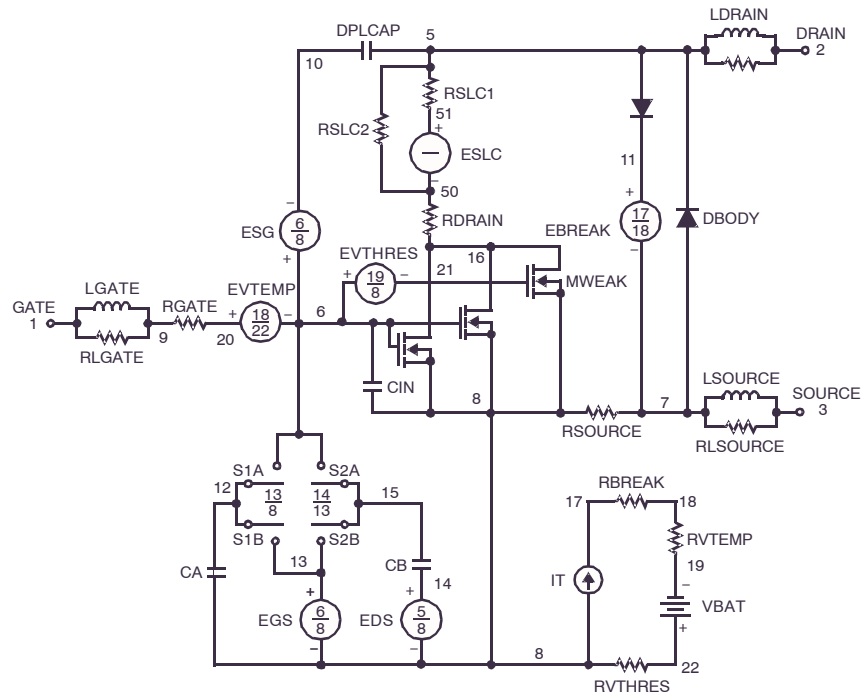 LDRAIN
DPLCAP
5
DRAIN
2
10
RSLC1
51
RSLC2
+
ESLC
−
11
−
50
+
−
17
18
ESG
6
8
RDRAIN
EBREAK
DBODY
+
EVTHRES
16
−
+
19
8
−
21
MWEAK
LGATE
EVTEMP
GATE
1
RGATE
+
18
22
−
6
9
20
RLGATE
CIN
LSOURCE
8
7
SOURCE
3
RSOURCE
RLSOURCE
S1A
S2A
12
13
8
14
13
15
RBREAK
17
18
S1B
S2B
RVTEMP
13
CB
19
CA
14
IT
−
+
+
VBAT
EGS
6
8
EDS
5
8
+
−
−
8
22
RVTHRES